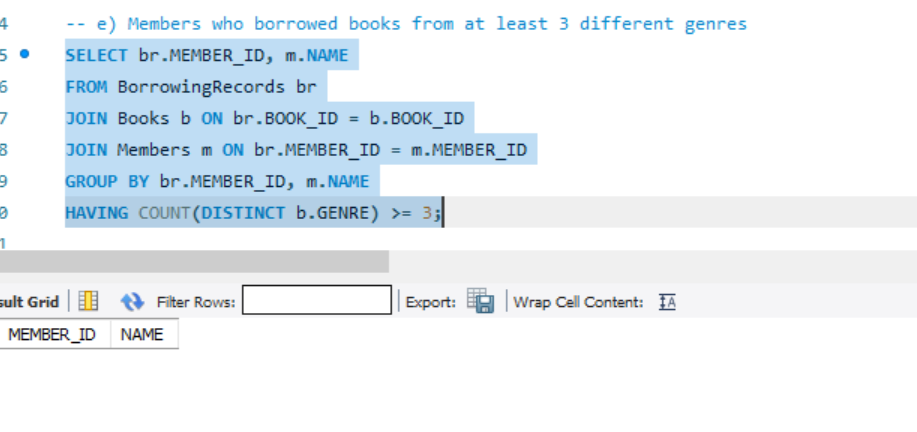 4 -- e) Members who borrowed books from at least 3 different genres
5 SELECT br.MEMBER_ID, m.NAME
6 FROM BorrowingRecords br
7 JOIN Books b ON br.BOOK_ID = b.BOOK_ID
8 JOIN Members m ON br.MEMBER_ID = m.MEMBER_ID
9 GROUP BY br.MEMBER_ID, m.NAME
0 HAVING COUNT(DISTINCT b.GENRE) >= 3;
1
sult Grid Filter Rows: Export: Wrap Cell Content: IA
MEMBER_ID NAME